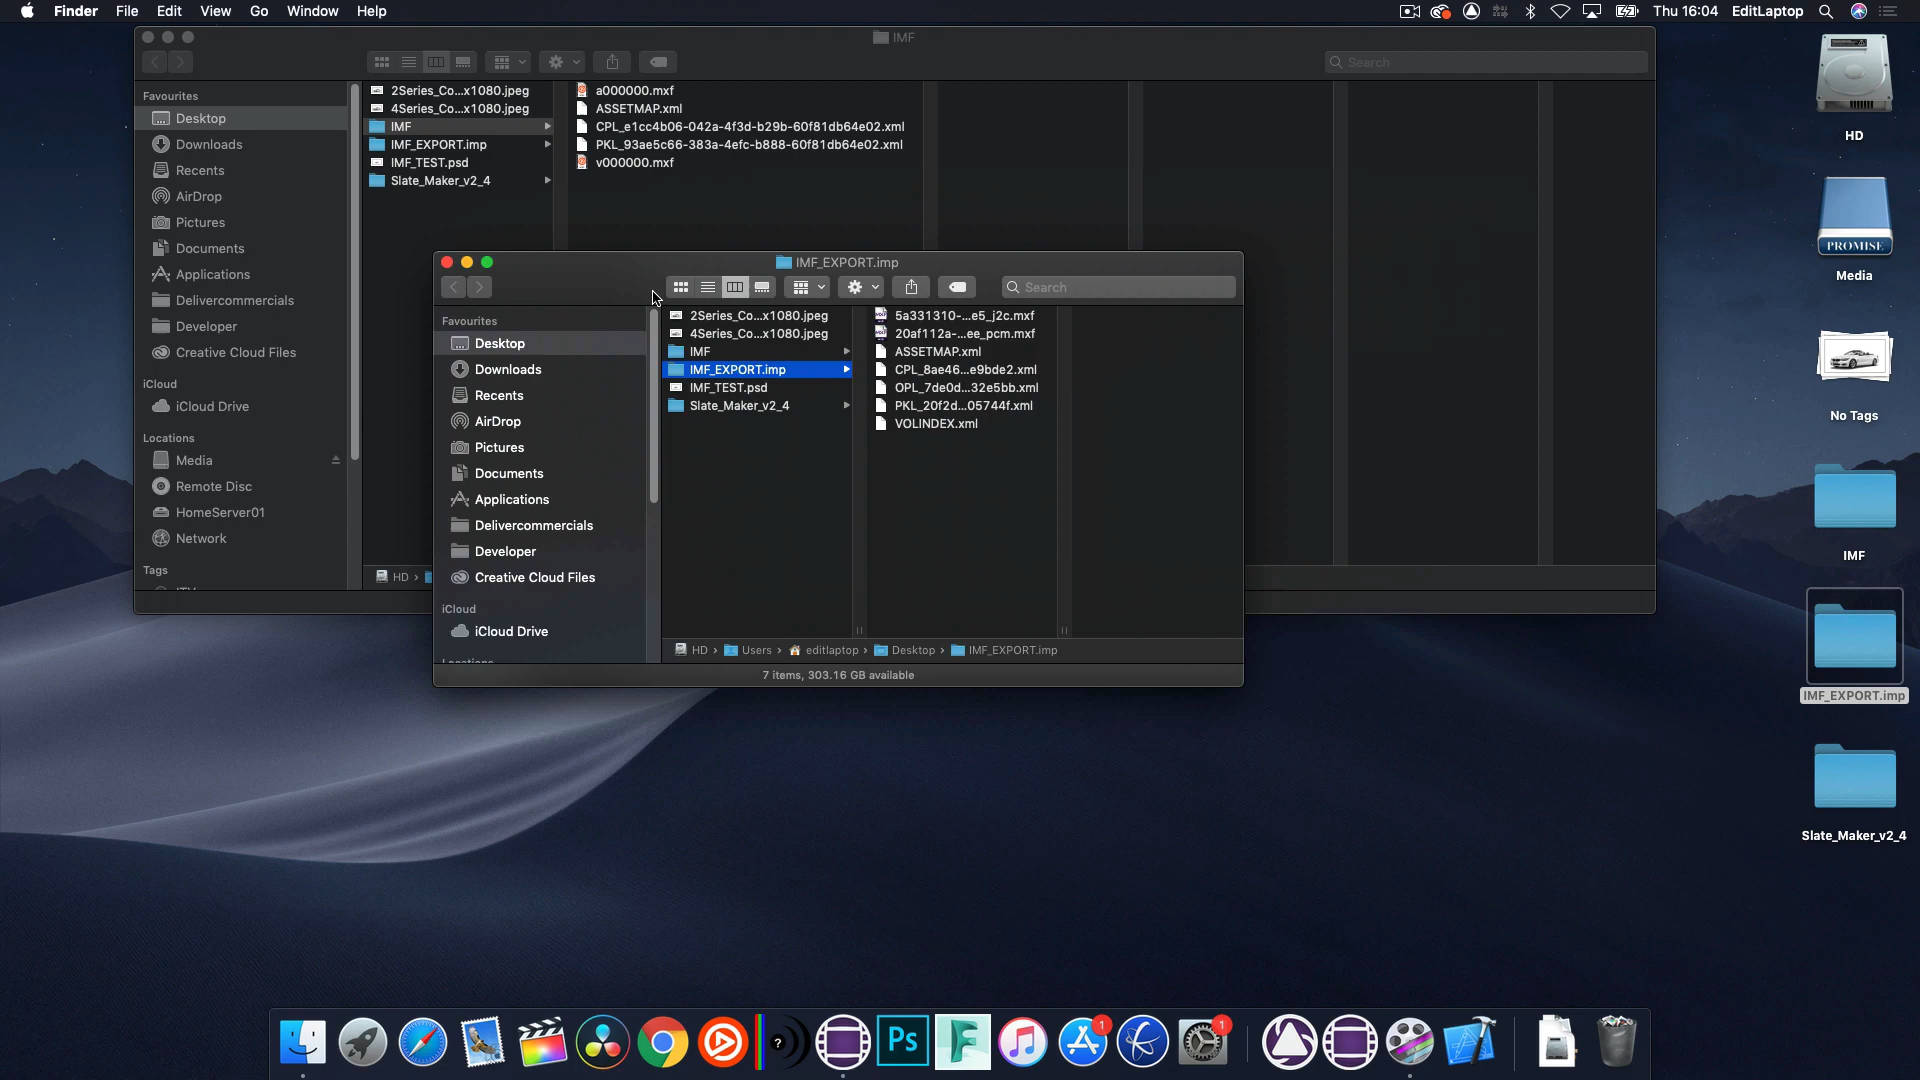 Finder File Edit View Go Window Help
Thu 16:04 EditLaptop
IMF
Search
Favourites
Desktop
Downloads
Recents
AirDrop
Pictures
Documents
Applications
Delivercommercials
Developer
Creative Cloud Files
iCloud
iCloud Drive
Locations
Media
Remote Disc
HomeServer01
Network
Tags
2Series_Co...x1080.jpeg
4Series_Co...x1080.jpeg
IMF
IMF_EXPORT.imp
IMF_TEST.psd
Slate_Maker_v2_4
a000000.mxf
ASSETMAP.xml
CPL_e1cc4b06-042a-4f3d-b29b-60f81db64e02.xml
PKL_93ae5c66-383a-4efc-b888-60f81db64e02.xml
v000000.mxf
HD ›
IMF_EXPORT.imp
Search
Favourites
Desktop
Downloads
Recents
AirDrop
Pictures
Documents
Applications
Delivercommercials
Developer
Creative Cloud Files
iCloud
iCloud Drive
Locations
2Series_Co...x1080.jpeg
4Series_Co...x1080.jpeg
IMF
IMF_EXPORT.imp
IMF_TEST.psd
Slate_Maker_v2_4
5a331310-...e5_j2c.mxf
20af112a-...ee_pcm.mxf
ASSETMAP.xml
CPL_8ae46...e9bde2.xml
OPL_7de0d...32e5bb.xml
PKL_20f2d...05744f.xml
VOLINDEX.xml
HD › Users › editlaptop › Desktop › IMF_EXPORT.imp
7 items, 303.16 GB available
HD
PROMISE
Media
No Tags
IMF
IMF_EXPORT.imp
Slate_Maker_v2_4
?
Ps
1
1